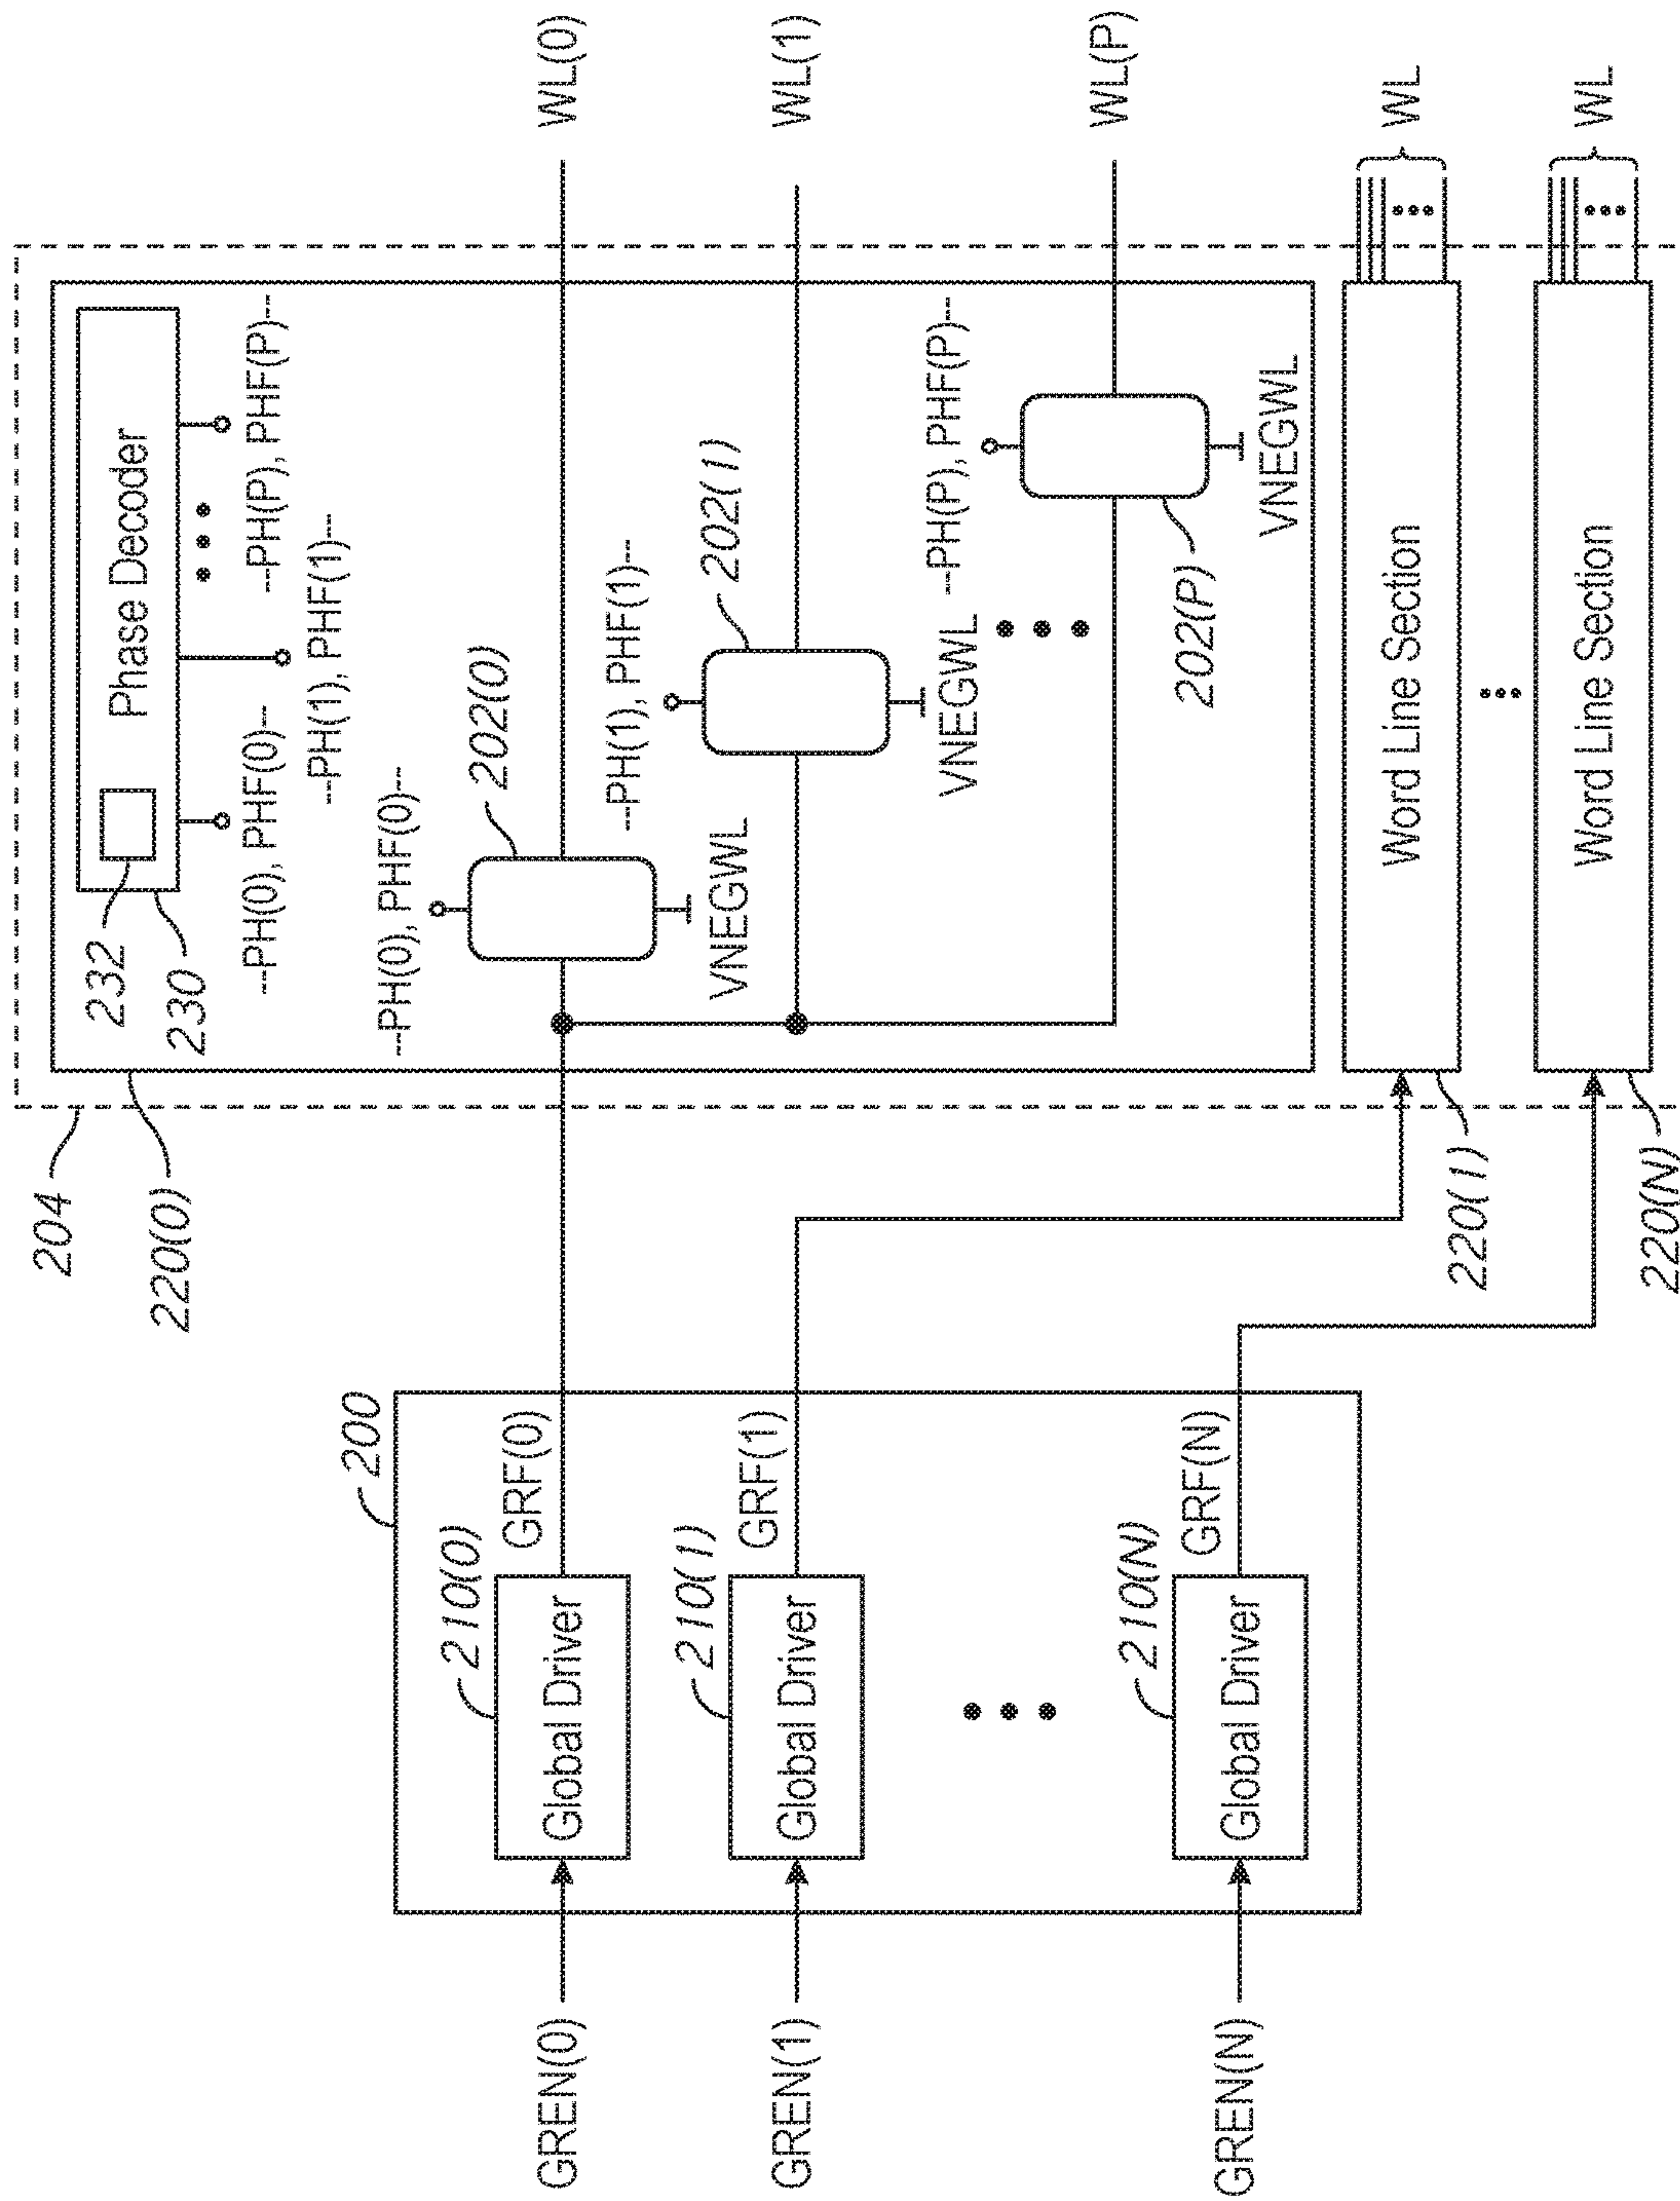 204
220(0)
232
230
Phase Decoder
--PH(0), PHF(0)--
--PH(1), PHF(1)--
--PH(P), PHF(P)--
200
210(0)
GREN(0)
Global Driver
GRF(0)
--PH(0), PHF(0)--
202(0)
VNEGWL
WL(0)
210(1)
GREN(1)
Global Driver
GRF(1)
--PH(1), PHF(1)--
202(1)
VNEGWL
WL(1)
210(N)
GREN(N)
Global Driver
GRF(N)
--PH(P), PHF(P)--
202(P)
VNEGWL
WL(P)
Word Line Section
WL
220(1)
Word Line Section
WL
220(N)